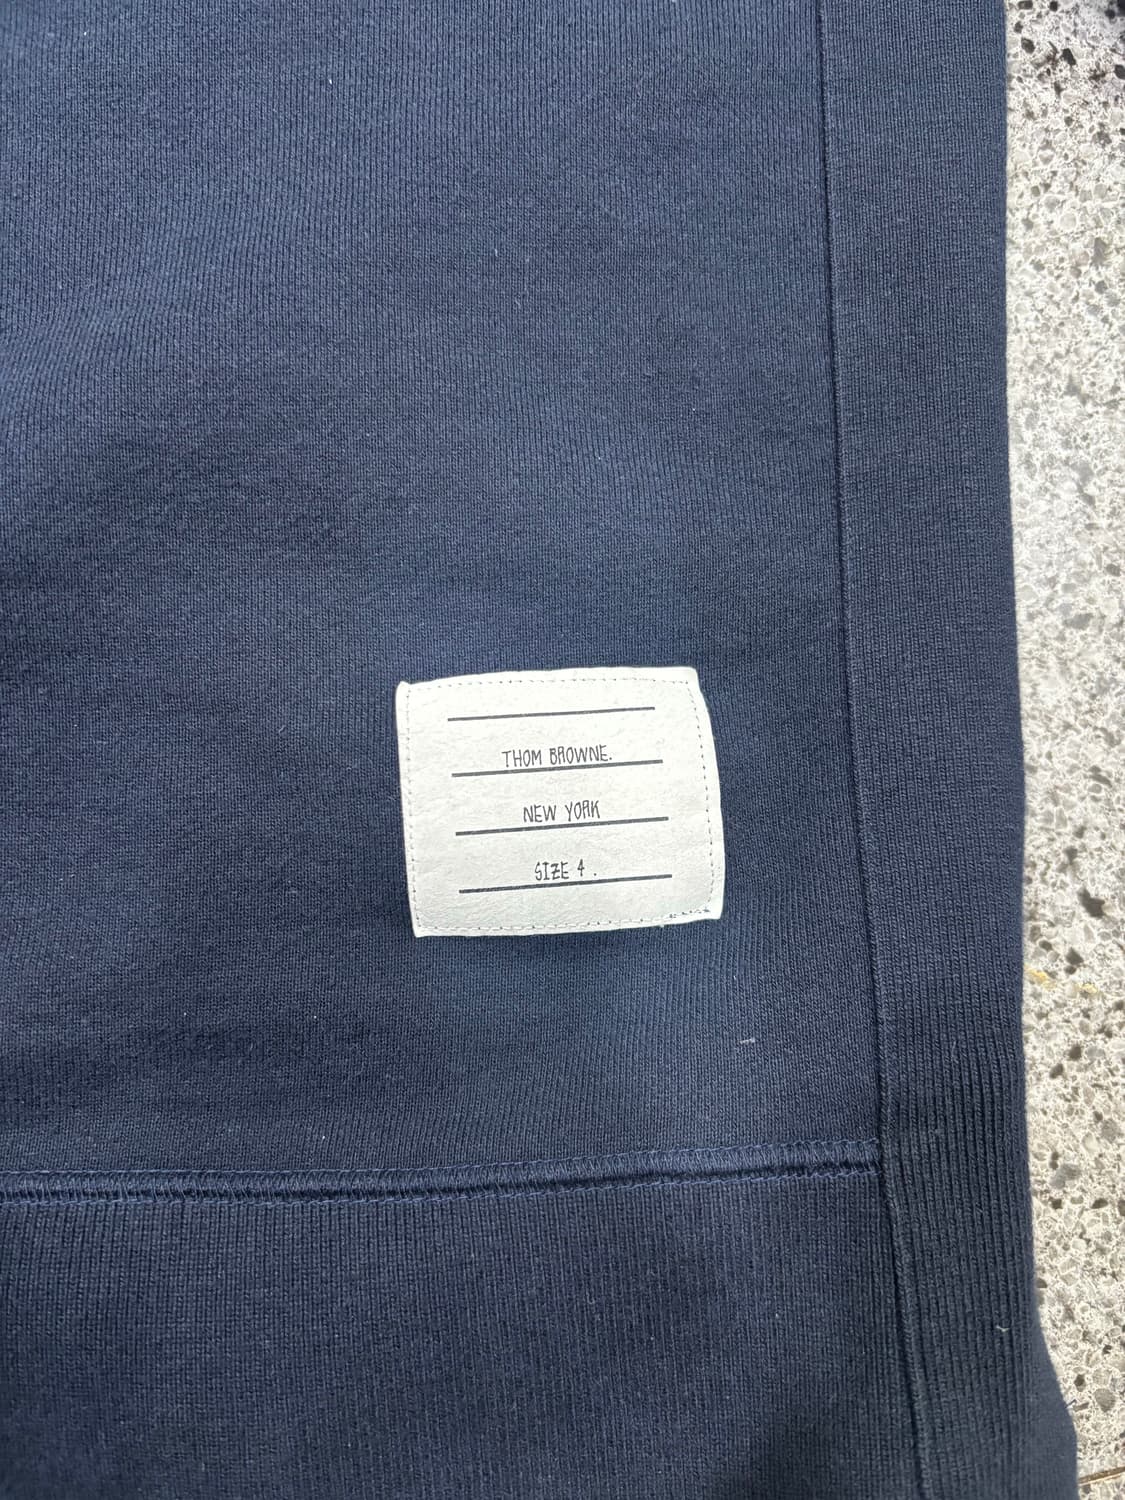 THOM BROWNE.
NEW YORK
SIZE 4.